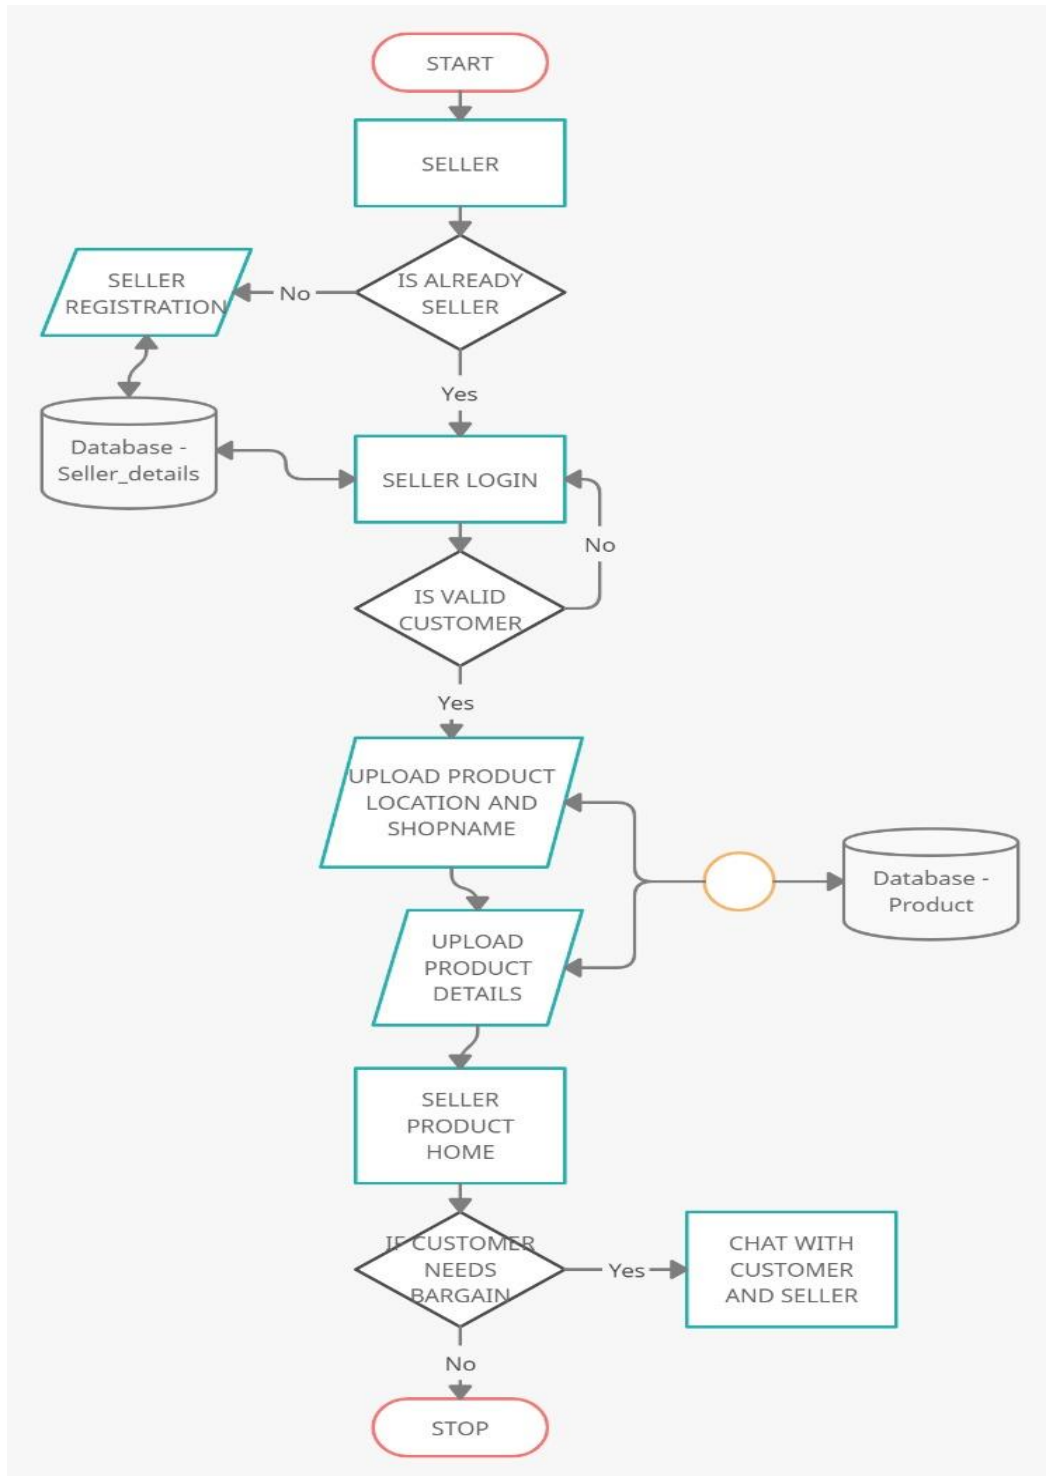 START
SELLER
IS ALREADY
SELLER
No
SELLER
REGISTRATION
Yes
Database -
Seller_details
SELLER LOGIN
No
IS VALID
CUSTOMER
Yes
UPLOAD PRODUCT
LOCATION AND
SHOPNAME
Database -
Product
UPLOAD
PRODUCT
DETAILS
SELLER
PRODUCT
HOME
IF CUSTOMER
NEEDS
BARGAIN
Yes
CHAT WITH
CUSTOMER
AND SELLER
No
STOP